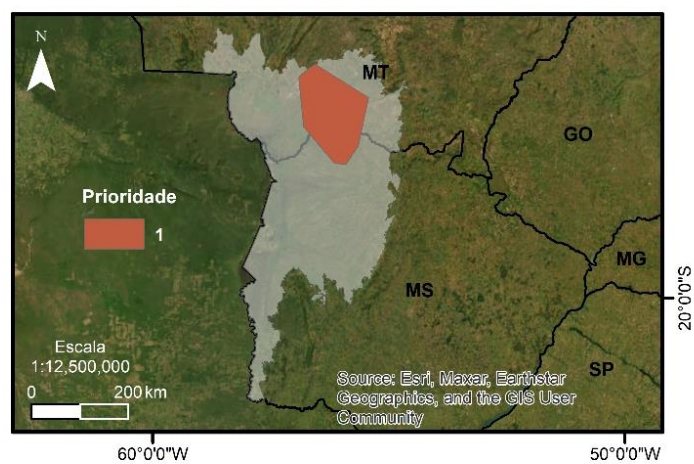 N
MT
GO
Prioridade
1
MG
MS
20°0'0"S
Escala
1:12,500,000
SP
0 200 km
Source: Esri, Maxar, Earthstar
Geographics, and the GIS User
Community
60°0'0"W 50°0'0"W